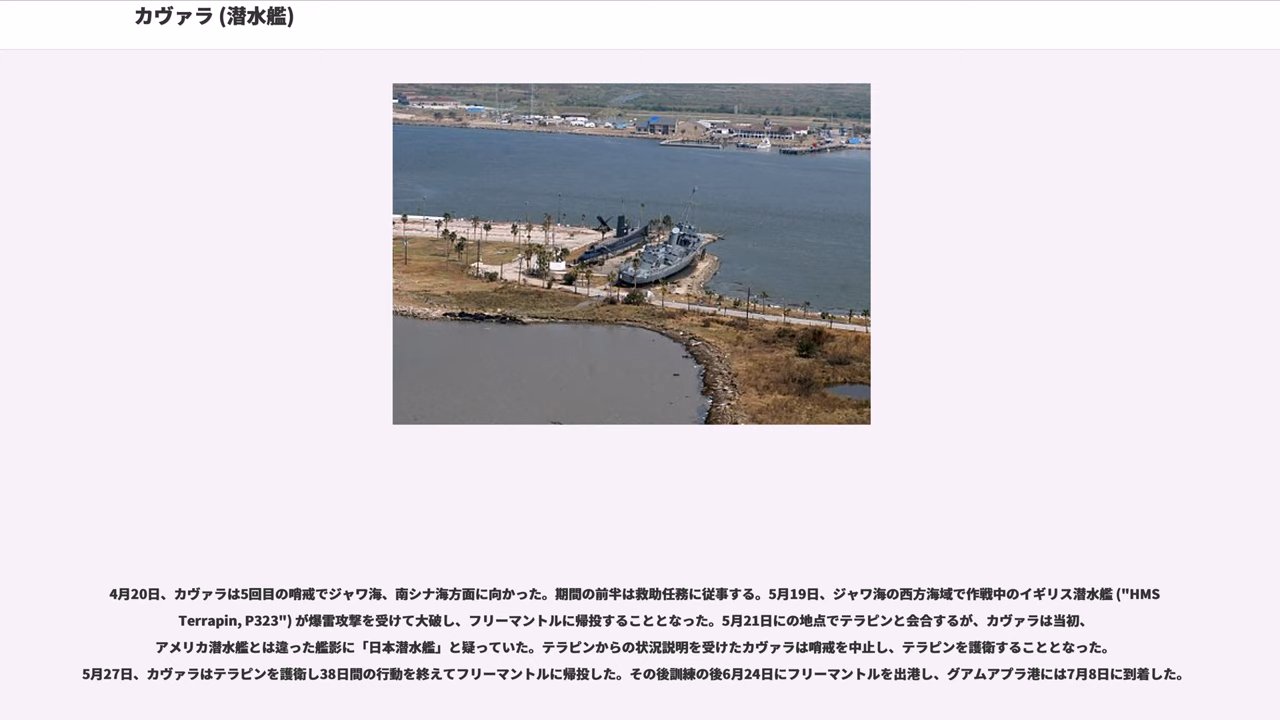 カヴァラ (潜水艦)
4月20日、カヴァラは5回目の哨戒でジャワ海、南シナ海方面に向かった。期間の前半は救助任務に従事する。5月19日、ジャワ海の西方海域で作戦中のイギリス潜水艦 ("HMS
Terrapin, P323") が爆雷攻撃を受けて大破し、フリーマントルに帰投することとなった。5月21日にの地点でテラピンと会合するが、カヴァラは当初、
アメリカ潜水艦とは違った艦影に「日本潜水艦」と疑っていた。テラピンからの状況説明を受けたカヴァラは哨戒を中止し、テラピンを護衛することとなった。
5月27日、カヴァラはテラピンを護衛し38日間の行動を終えてフリーマントルに帰投した。その後訓練の後6月24日にフリーマントルを出港し、グアムアプラ港には7月8日に到着した。